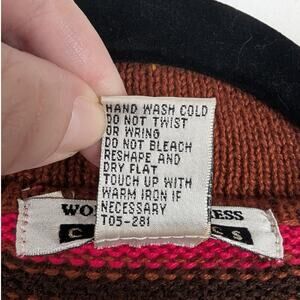 HAND WASH COLD
DO NOT TWIST
OR WRING
DO NOT BLEACH
RESHAPE AND
DRY FLAT
TOUCH UP WITH
WARM IRON IF
NECESSARY
T05-281